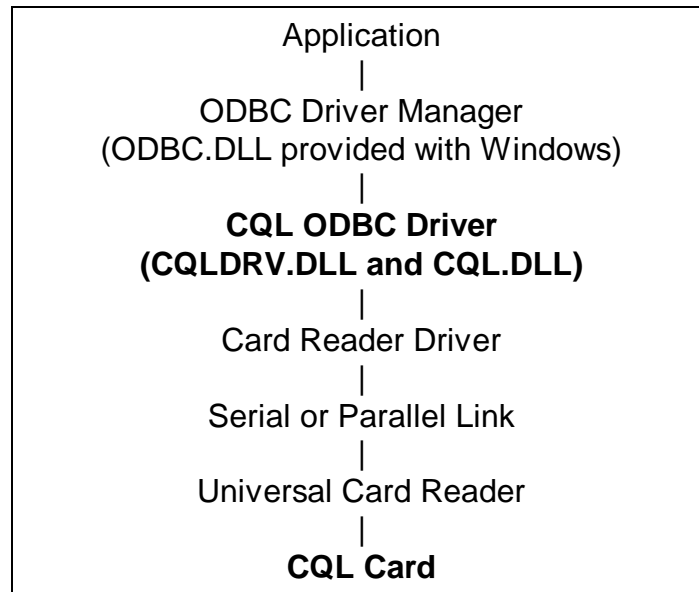 Application
|
ODBC Driver Manager
(ODBC.DLL provided with Windows)
|
CQL ODBC Driver
(CQLDRV.DLL and CQL.DLL)
|
Card Reader Driver
|
Serial or Parallel Link
|
Universal Card Reader
|
CQL Card